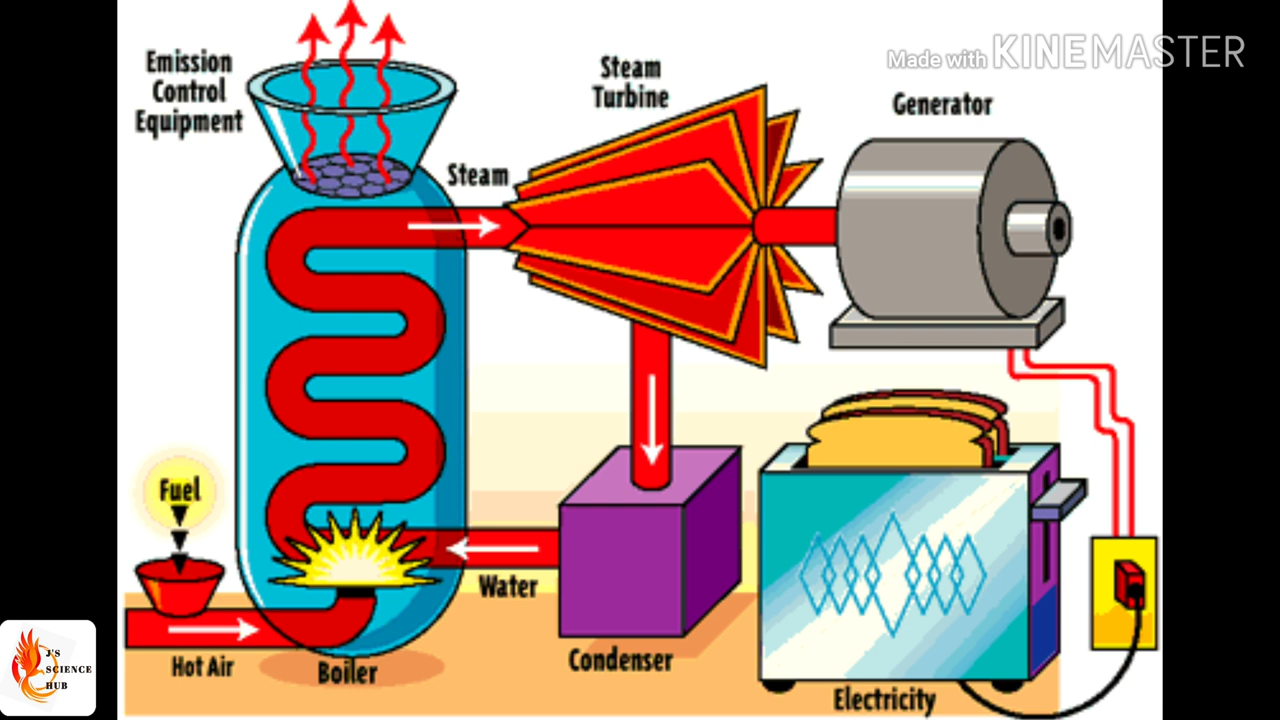 Made with KINEMASTER
Emission
Control
Equipment
Steam
Turbine
Generator
Steam
Fuel
Water
Hot Air
Boiler
Condenser
Electricity
J'S
SCIENCE
HUB